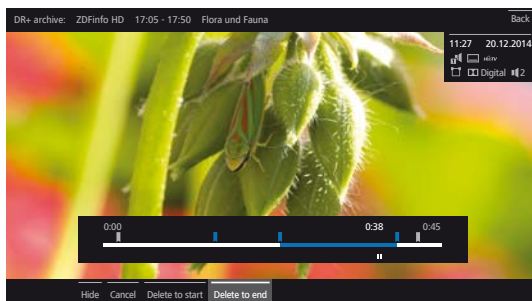 DR+ archive: ZDFinfo HD 17:05 - 17:50 Flora und Fauna Back
11:27 20.12.2014
Digital 2
0:00 0:38 0:45
Hide Cancel Delete to start Delete to end